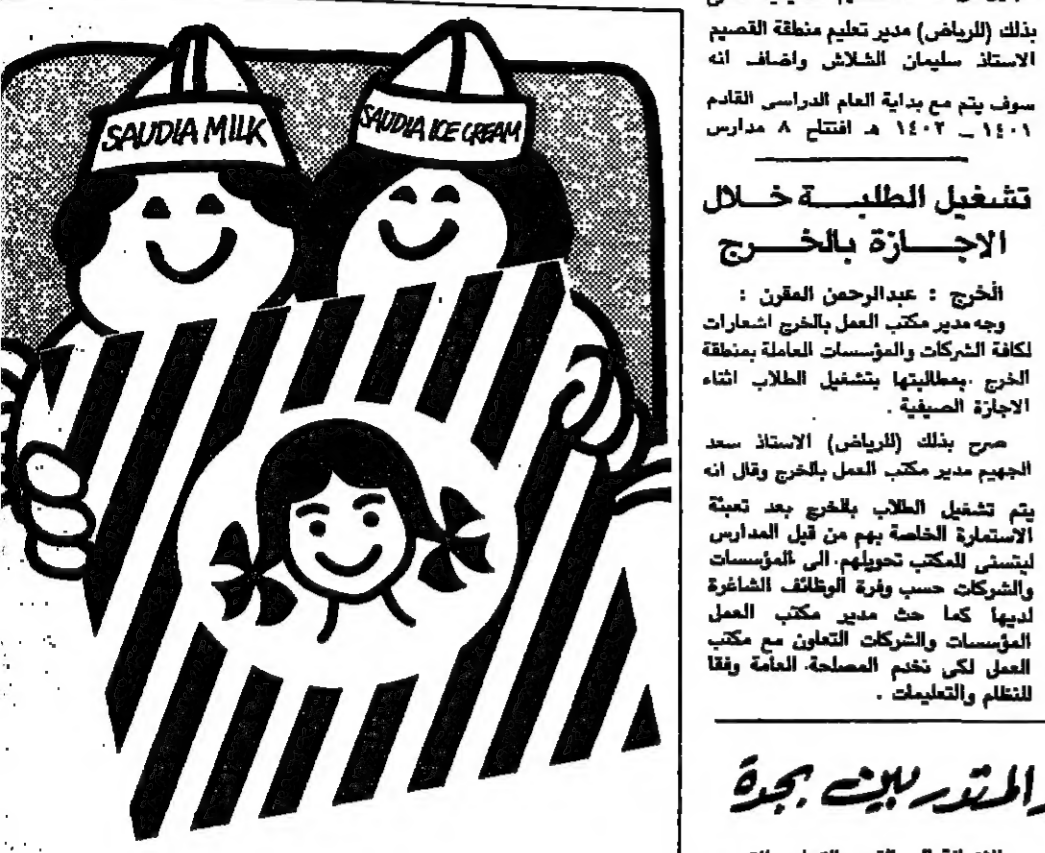 SAUDIA MILK
SAUDIA ICE CREAM
بذلك (للرياض) مدير تعليم منطقة القصيم
الاستاذ سليمان الشلاش واضاف انه
سوف يتم مع بداية العام الدراسى القادم
١٤٠١ _ ١٤٠٢ هـ افتتاح ٨ مدارس
تشغيل الطلبة خلال
الاجازة بالخرج
الخرج : عبدالرحمن المقرن :
وجه مدير مكتب العمل بالخرج اشعارات
لكافة الشركات والمؤسسات العاملة بمنطقة
الخرج بمطالبتها بتشغيل الطلاب اثناء
الاجازة الصيفية .
صرح بذلك (للرياض) الاستاذ سعد
الجهيم مدير مكتب العمل بالخرج وقال انه
يتم تشغيل الطلاب بالخرج بعد تعبئة
الاستمارة الخاصة بهم من قبل المدارس
ليتسنى للمكتب تحويلهم الى المؤسسات
والشركات حسب وفرة الوظائف الشاغرة
لديها كما حث مدير مكتب العمل
المؤسسات والشركات التعاون مع مكتب
العمل لكى نخدم المصلحة العامة وفقا
للنظام والتعليمات .
بجدة